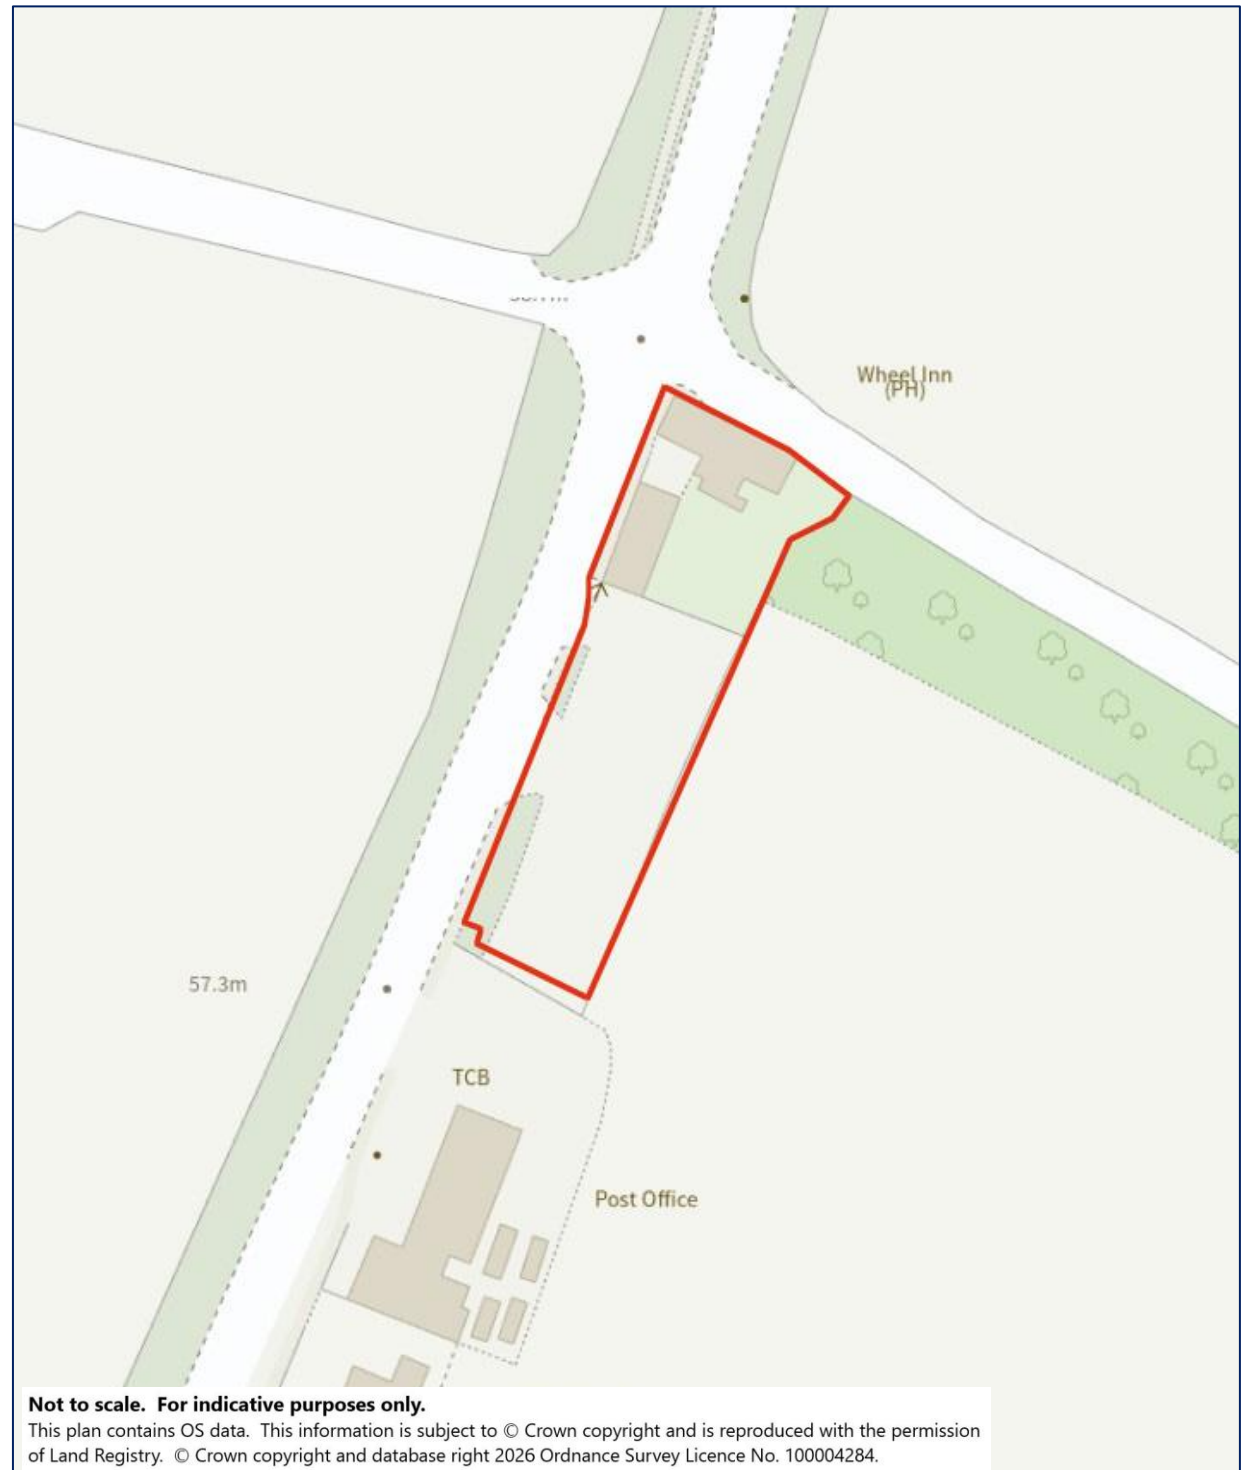 Wheel Inn
(PH)
57.3m
TCB
Post Office
Not to scale. For indicative purposes only.
This plan contains OS data. This information is subject to © Crown copyright and is reproduced with the permission
of Land Registry. © Crown copyright and database right 2026 Ordnance Survey Licence No. 100004284.